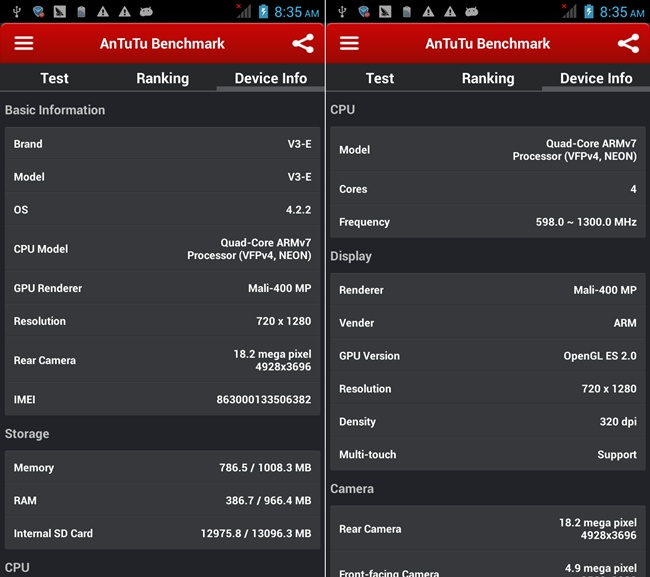 8:35 AM
AnTuTu Benchmark
Test Ranking Device Info
Basic Information
Brand V3-E
Model V3-E
OS 4.2.2
CPU Model Quad-Core ARMv7
Processor (VFPv4, NEON)
GPU Renderer Mali-400 MP
Resolution 720 x 1280
Rear Camera 18.2 mega pixel
4928x3696
IMEI 863000133506382
Storage
Memory 786.5 / 1008.3 MB
RAM 386.7 / 966.4 MB
Internal SD Card 12975.8 / 13096.3 MB
CPU
8:35 AM
AnTuTu Benchmark
Test Ranking Device Info
CPU
Model Quad-Core ARMv7
Processor (VFPv4, NEON)
Cores 4
Frequency 598.0 ~ 1300.0 MHz
Display
Renderer Mali-400 MP
Vender ARM
GPU Version OpenGL ES 2.0
Resolution 720 x 1280
Density 320 dpi
Multi-touch Support
Camera
Rear Camera 18.2 mega pixel
4928x3696
Front-facing Camera 4.9 mega pixel